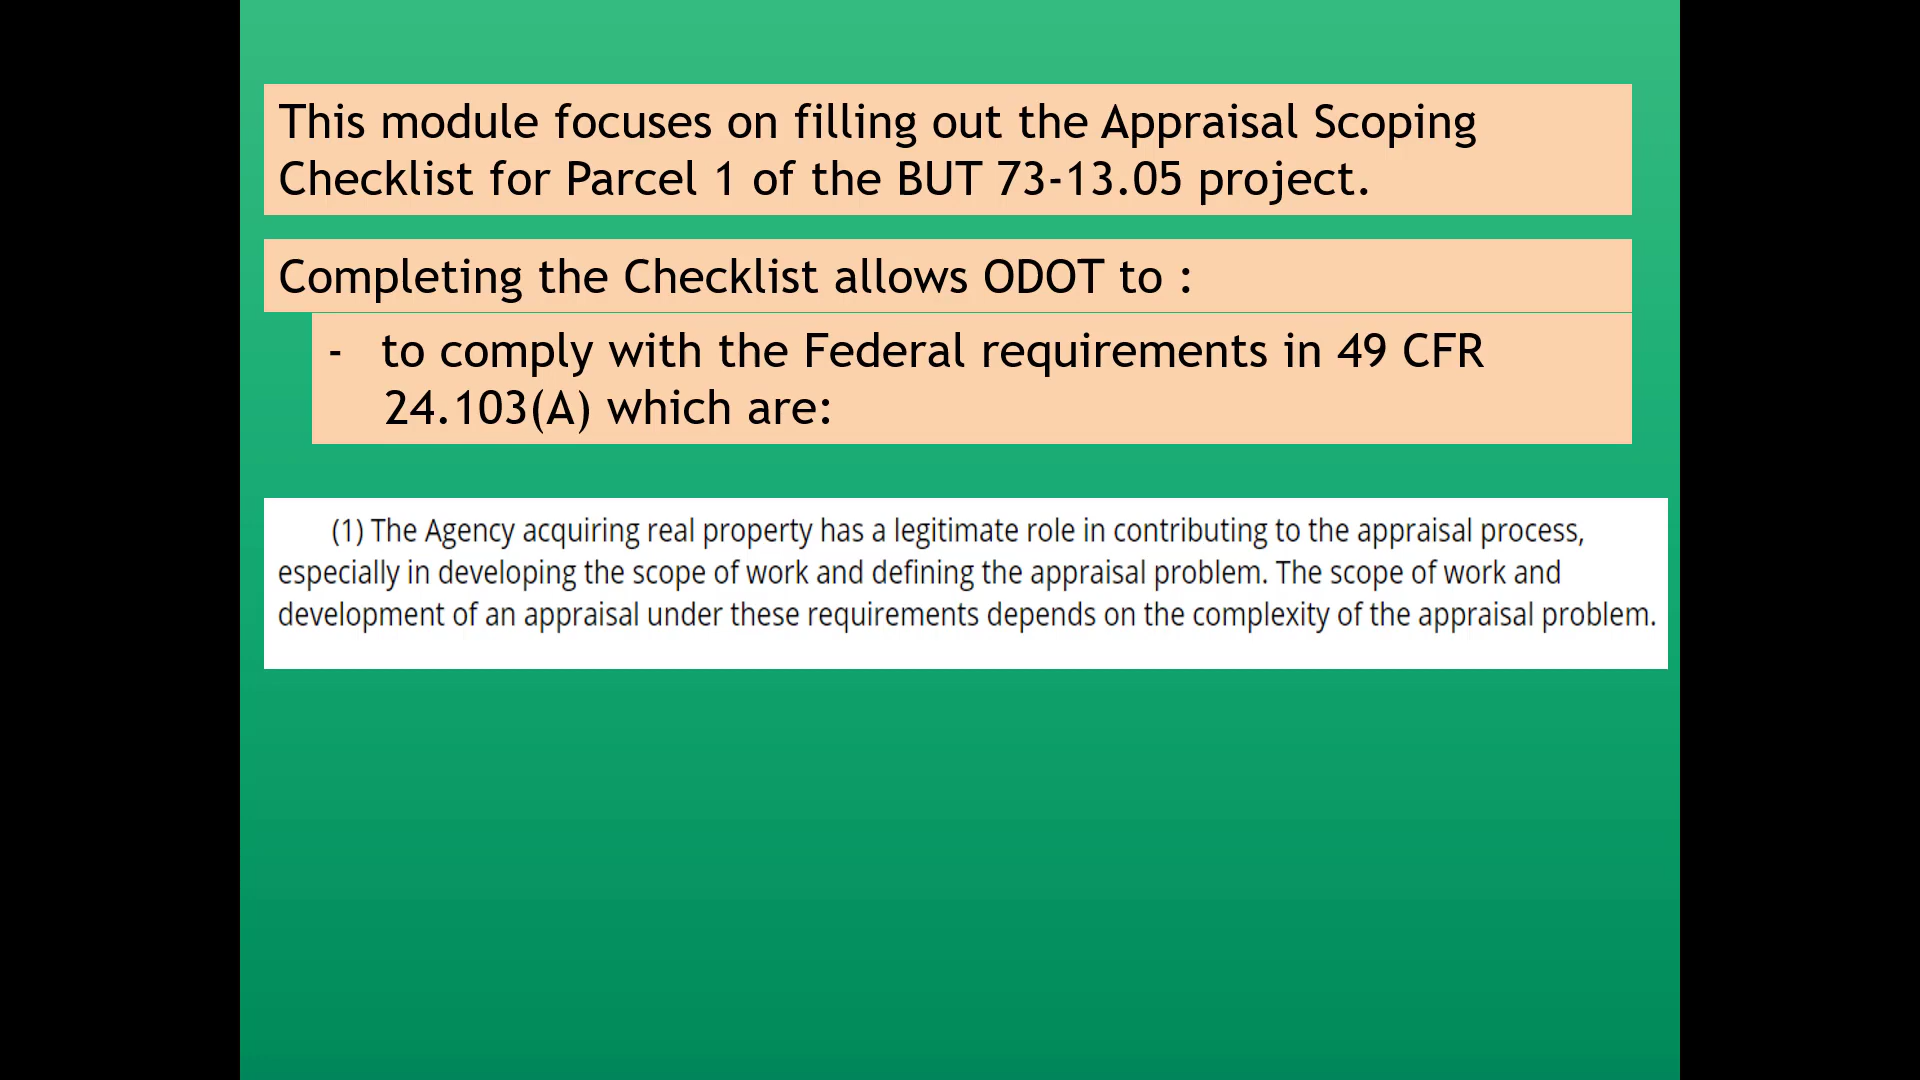 This module focuses on filling out the Appraisal Scoping
Checklist for Parcel 1 of the BUT 73-13.05 project.
Completing the Checklist allows ODOT to :
- to comply with the Federal requirements in 49 CFR
24.103(A) which are:
(1) The Agency acquiring real property has a legitimate role in contributing to the appraisal process,
especially in developing the scope of work and defining the appraisal problem. The scope of work and
development of an appraisal under these requirements depends on the complexity of the appraisal problem.